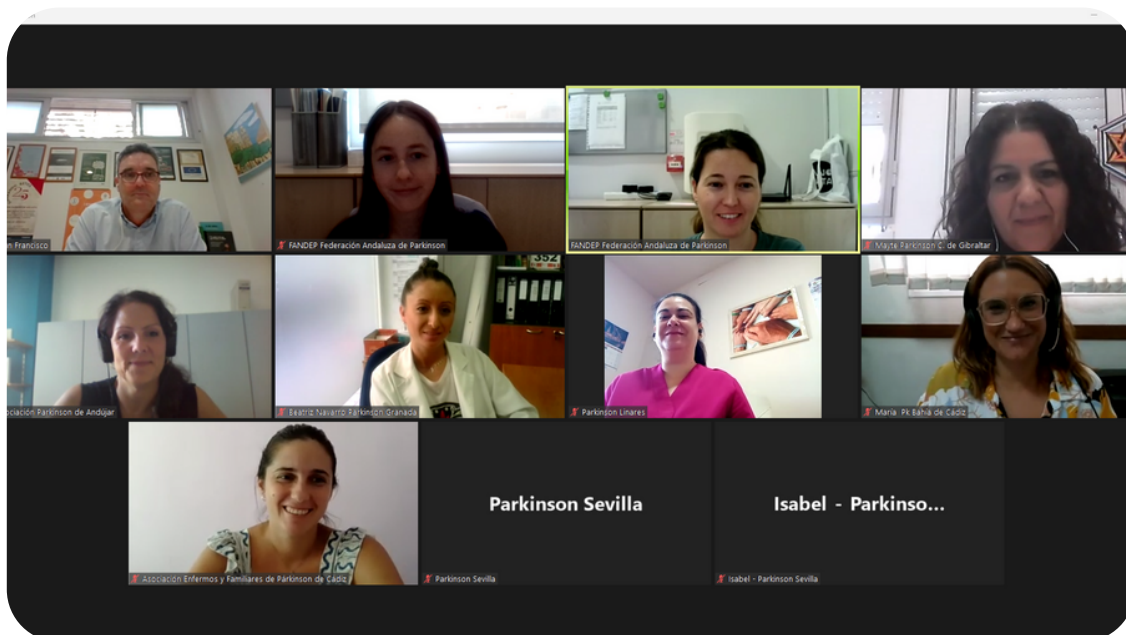 an Francisco
FANDEP Federación Andaluza de Parkinson
FANDEP Federación Andaluza de Parkinson
Mayte Parkinson C. de Gibraltar
ociación Parkinson de Andújar
Beatriz Navarro Parkinson Granada
352
Parkinson Linares
María Pk Bahía de Cádiz
Asociación Enfermos y Familiares de Párkinson de Cádiz
Parkinson Sevilla
Parkinson Sevilla
Isabel - Parkinso...
Isabel - Parkinson Sevilla